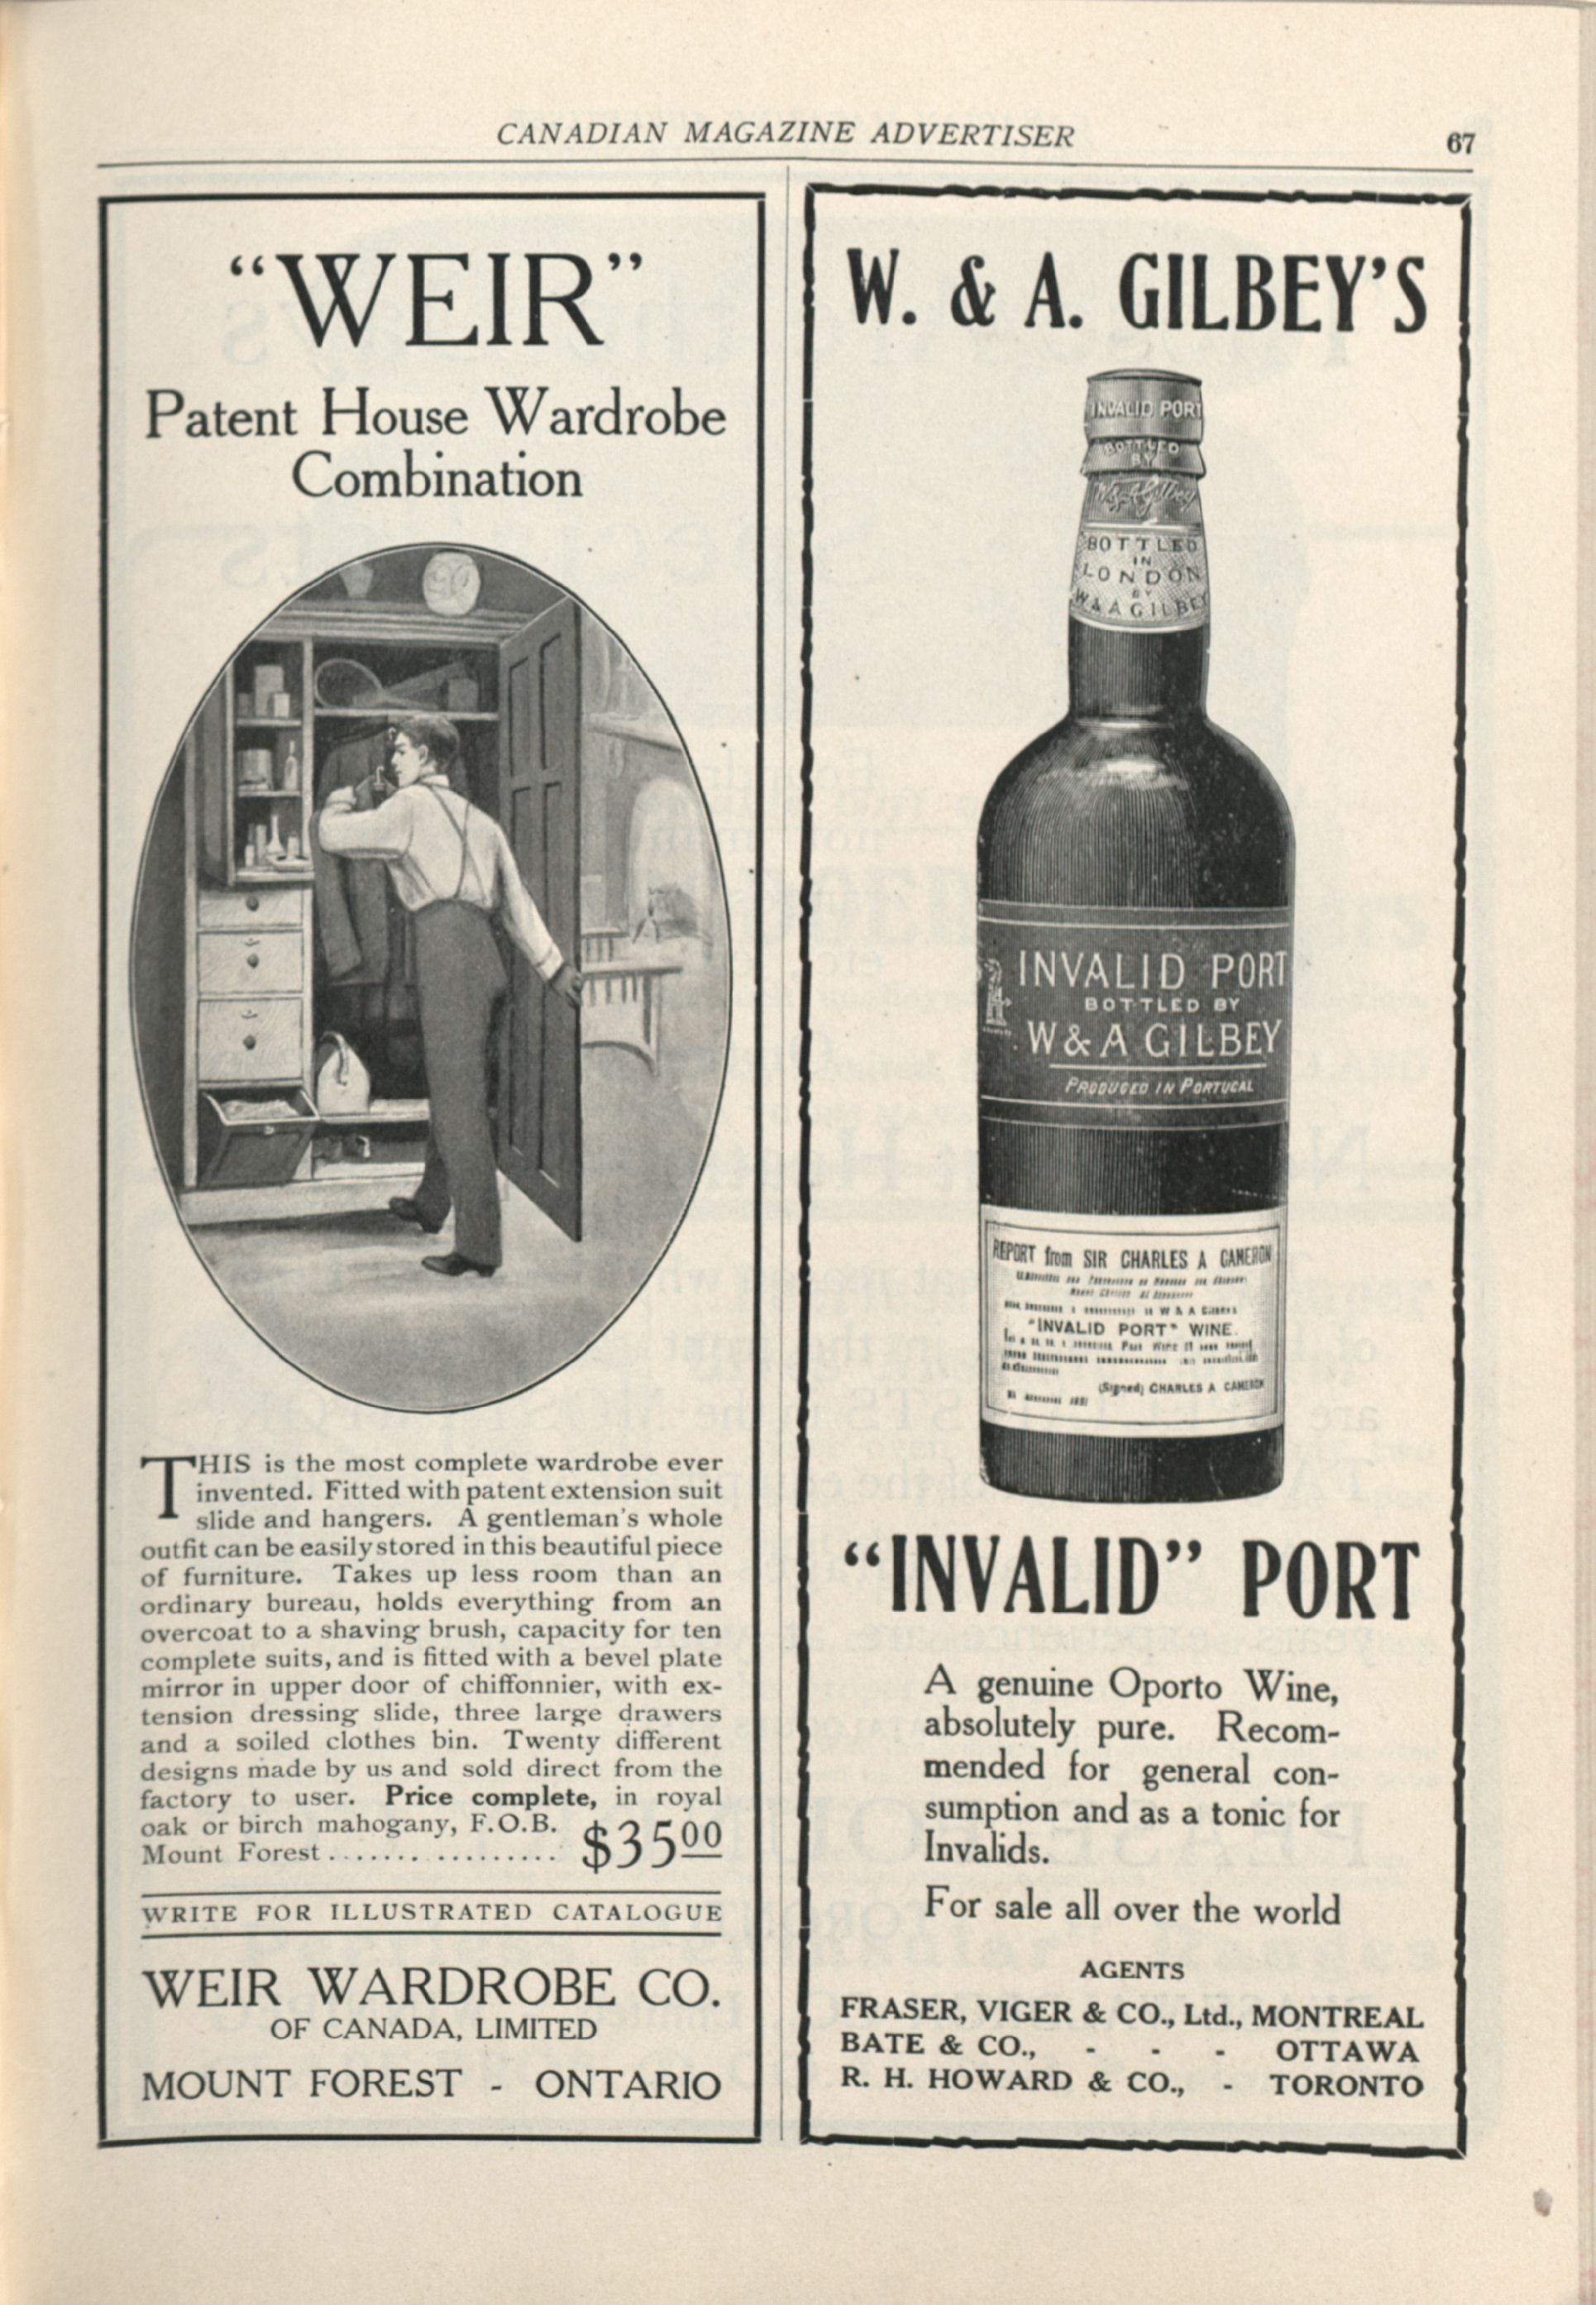 CANADIAN MAGAZINE ADVERTISER
67
“WEIR”
Patent House Wardrobe
Combination
THIS is the most complete wardrobe ever
invented. Fitted with patent extension suit
slide and hangers. A gentleman's whole
outfit can be easily stored in this beautiful piece
of furniture. Takes up less room than an
ordinary bureau, holds everything from an
overcoat to a shaving brush, capacity for ten
complete suits, and is fitted with a bevel plate
mirror in upper door of chiffonnier, with ex-
tension dressing slide, three large drawers
and a soiled clothes bin. Twenty different
designs made by us and sold direct from the
factory to user. Price complete, in royal
oak or birch mahogany, F.O.B.
Mount Forest.................. $3500
WRITE FOR ILLUSTRATED CATALOGUE
WEIR WARDROBE CO.
OF CANADA, LIMITED
MOUNT FOREST - ONTARIO
W. & A. GILBEY'S
INVALID PORT
BOTTLED
BY
W & A Gilbey
BOTTLED
IN
LONDON
BY
W & A GILBEY
INVALID PORT
BOTTLED BY
W & A GILBEY
PRODUCED IN PORTUGAL
REPORT from SIR CHARLES A CAMERON
W & A
"INVALID PORT" WINE.
Port Wine
(Signed) CHARLES A CAMERON
“INVALID” PORT
A genuine Oporto Wine,
absolutely pure. Recom-
mended for general con-
sumption and as a tonic for
Invalids.
For sale all over the world
AGENTS
FRASER, VIGER & CO., Ltd., MONTREAL
BATE & CO., - - - OTTAWA
R. H. HOWARD & CO., - TORONTO